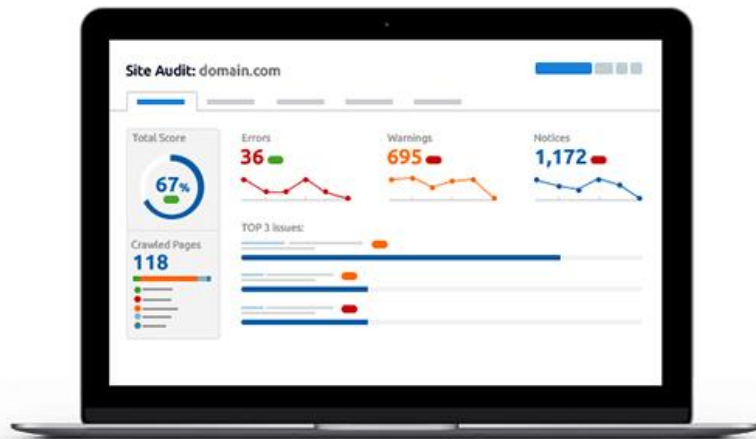 Site Audit: domain.com
Total Score
67%
Errors
36
Warnings
695
Notices
1,172
TOP 3 issues:
Crawled Pages
118